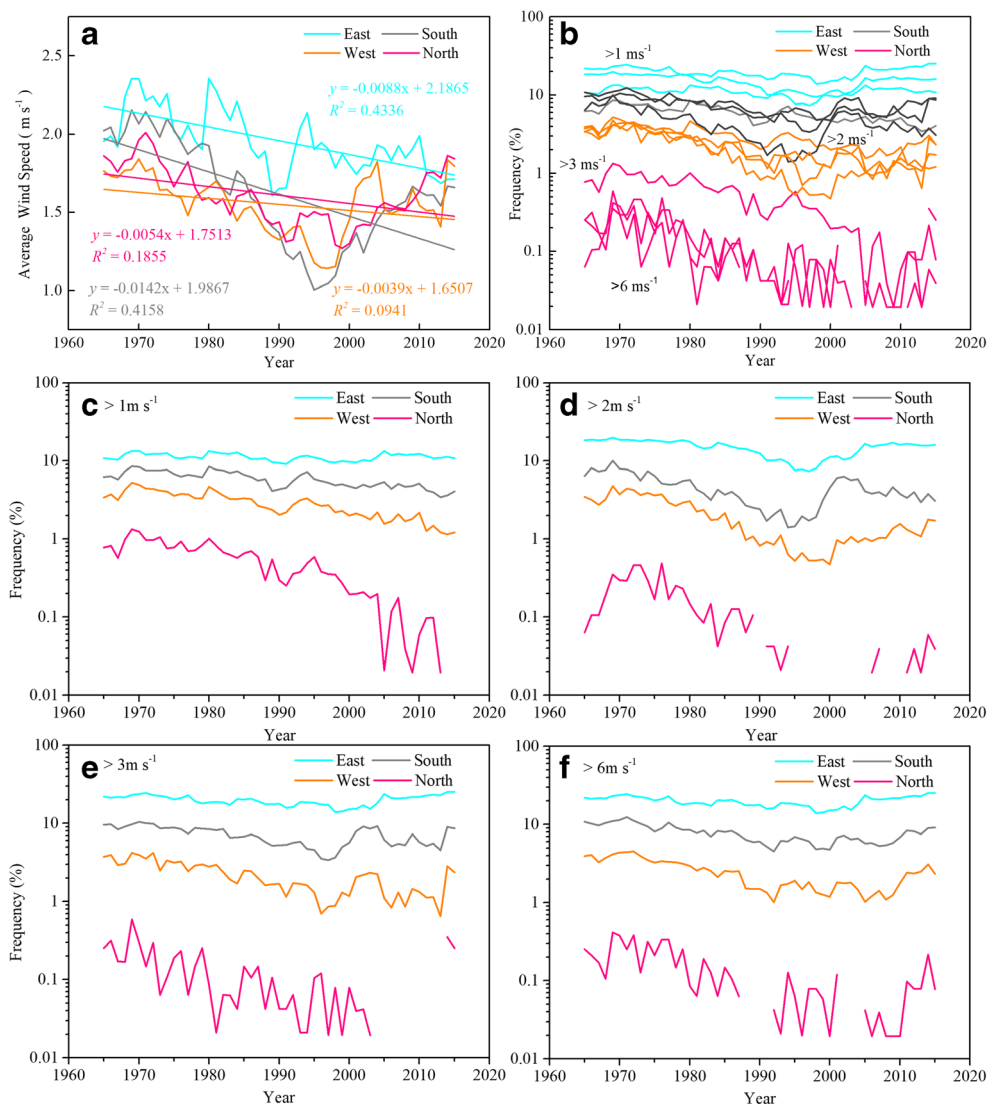 a
East
South
West
North
y = -0.0088x + 2.1865
R² = 0.4336
y = -0.0054x + 1.7513
R² = 0.1855
y = -0.0142x + 1.9867
R² = 0.4158
y = -0.0039x + 1.6507
R² = 0.0941
2.5
2.0
1.5
1.0
Average Wind Speed ( m s⁻¹)
1960 1970 1980 1990 2000 2010 2020
Year
b
East
South
West
North
>1 ms⁻¹
>2 ms⁻¹
>3 ms⁻¹
>6 ms⁻¹
100
10
1
0.1
0.01
Frequency (%)
1960 1970 1980 1990 2000 2010 2020
Year
c
> 1m s⁻¹
East
South
West
North
100
10
1
0.1
0.01
Frequency (%)
1960 1970 1980 1990 2000 2010 2020
Year
d
> 2m s⁻¹
East
South
West
North
100
10
1
0.1
0.01
Frequency (%)
1960 1970 1980 1990 2000 2010 2020
Year
e
> 3m s⁻¹
East
South
West
North
100
10
1
0.1
0.01
Frequency (%)
1960 1970 1980 1990 2000 2010 2020
Year
f
> 6m s⁻¹
East
South
West
North
100
10
1
0.1
0.01
Frequency (%)
1960 1970 1980 1990 2000 2010 2020
Year